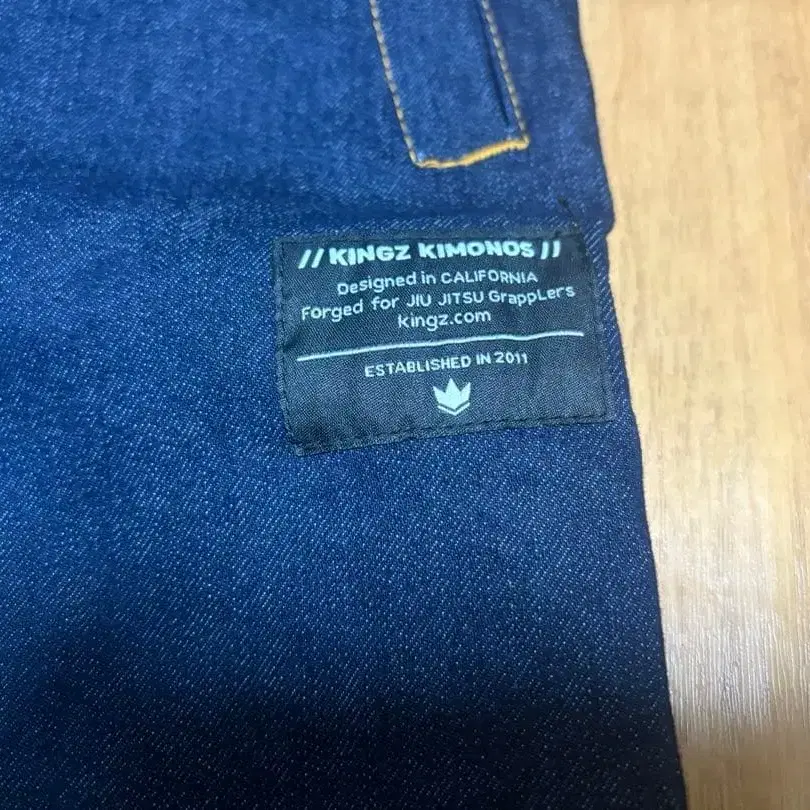 // KINGZ KIMONOS //
Designed in CALIFORNIA
Forged for JIU JITSU GrappLers
kingz.com
ESTABLISHED IN 2011